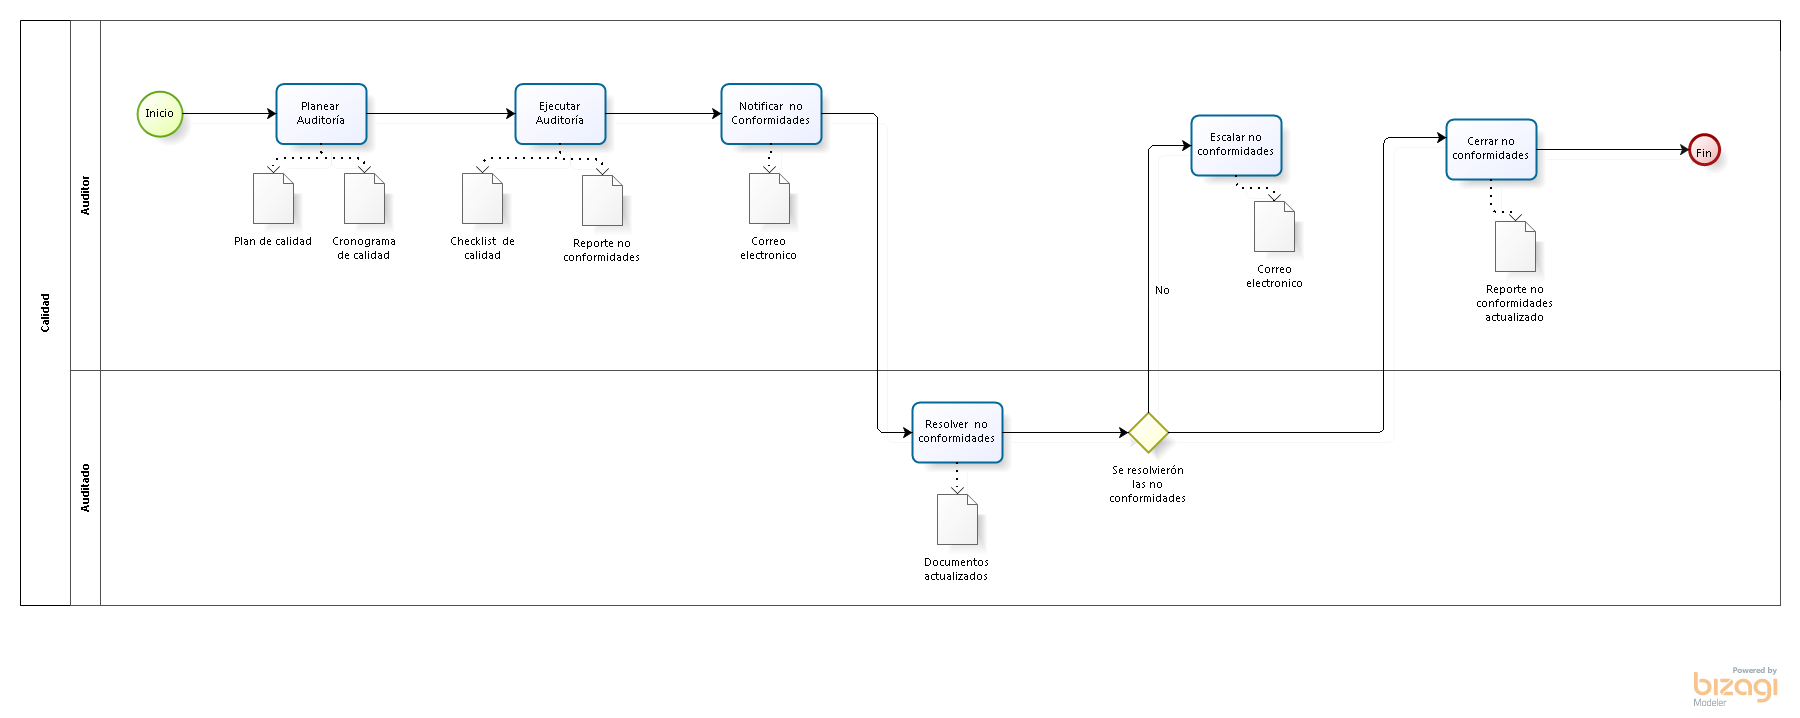 Calidad
Auditor
Inicio
Planear
Auditoría
Plan de calidad
Cronograma
de calidad
Ejecutar
Auditoría
Checklist de
calidad
Reporte no
conformidades
Notificar no
Conformidades
Correo
electronico
Escalar no
conformidades
Correo
electronico
No
Cerrar no
conformidades
Reporte no
conformidades
actualizado
Fin
Auditado
Resolver no
conformidades
Documentos
actualizados
Se resolvierón
las no
conformidades
Powered by
bizagi
Modeler